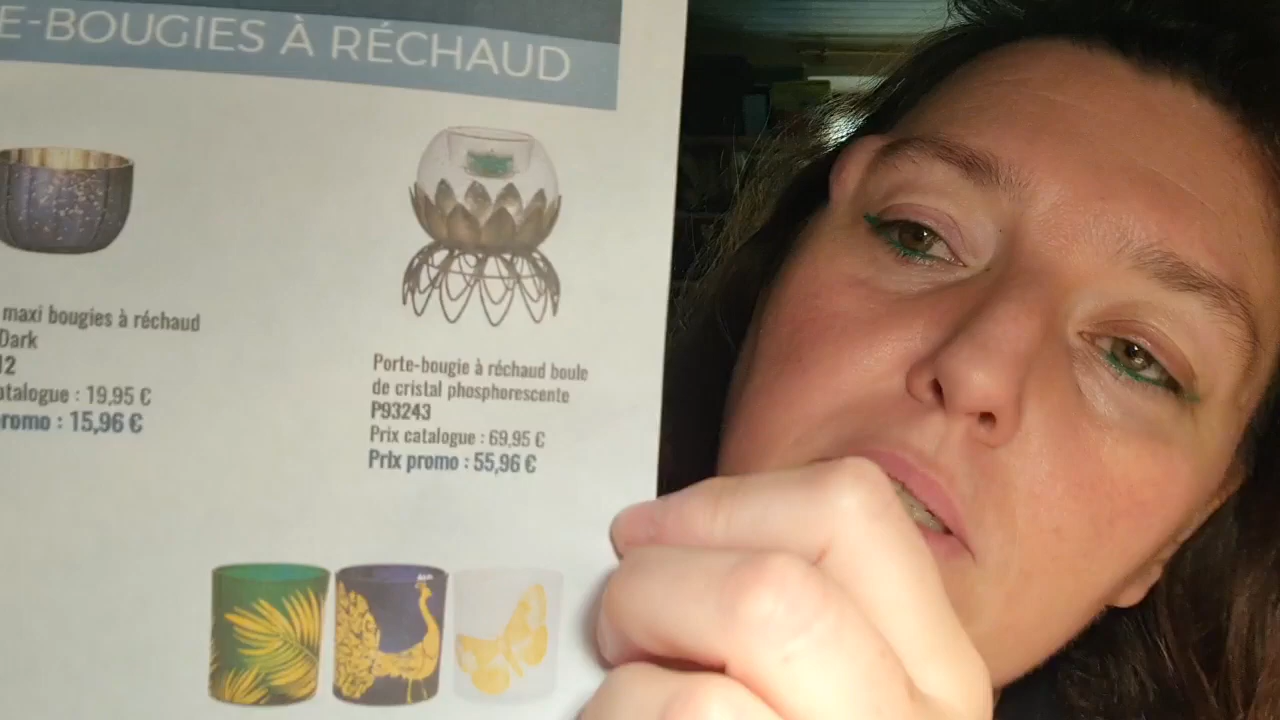 E-BOUGIES À RÉCHAUD
maxi bougies à réchaud
Dark
12
atalogue : 19,95 €
romo : 15,96 €
Porte-bougie à réchaud boule
de cristal phosphorescente
P93243
Prix catalogue : 69,95 €
Prix promo : 55,96 €